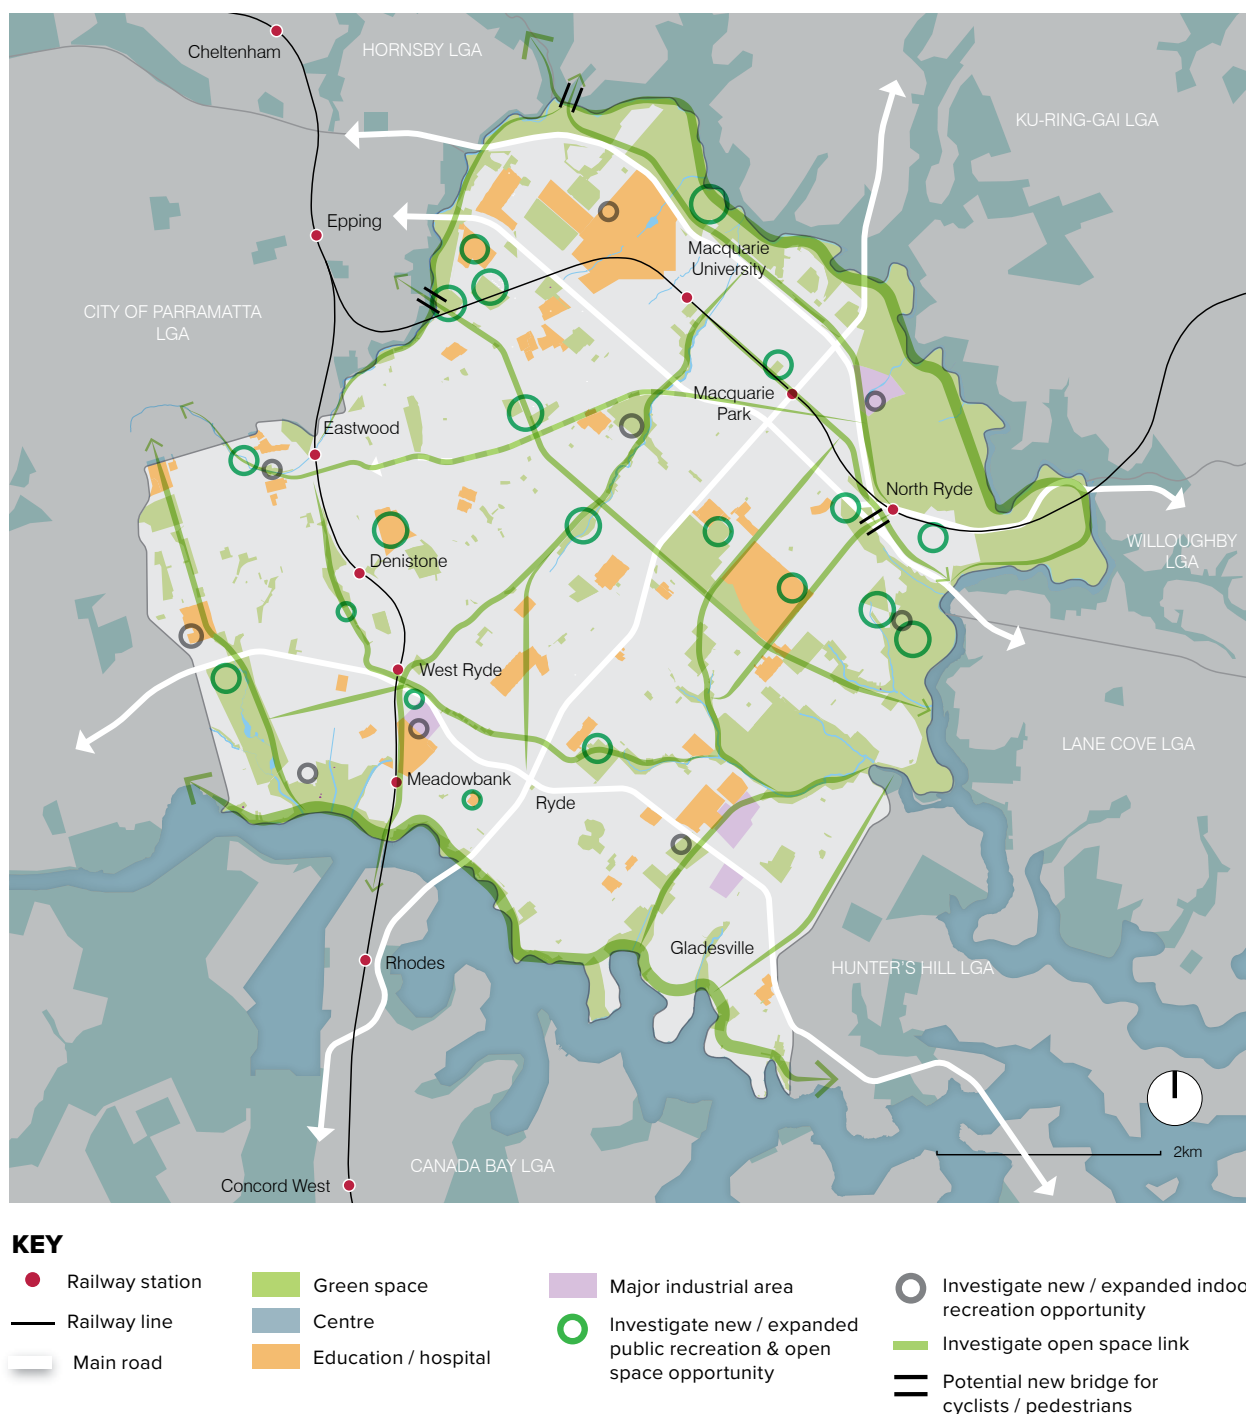 Cheltenham
HORNSBY LGA
KU-RING-GAI LGA
Epping
Macquarie
University
CITY OF PARRAMATTA
LGA
Macquarie
Park
Eastwood
North Ryde
WILLOUGHBY
LGA
Denistone
West Ryde
LANE COVE LGA
Meadowbank
Ryde
Gladesville
Rhodes
HUNTER'S HILL LGA
2km
CANADA BAY LGA
Concord West
KEY
Railway station
Railway line
Main road
Green space
Centre
Education / hospital
Major industrial area
Investigate new / expanded
public recreation & open
space opportunity
Investigate new / expanded indoo
recreation opportunity
Investigate open space link
Potential new bridge for
cyclists / pedestrians